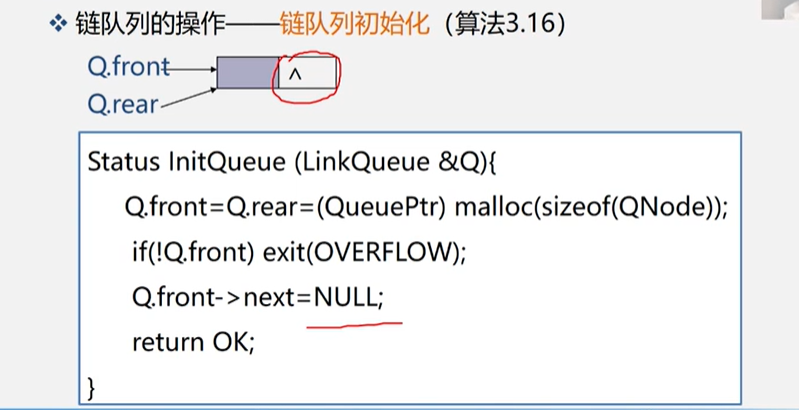 ❖ 链队列的操作——链队列初始化（算法3.16）
Q.front
^
Q.rear
Status InitQueue (LinkQueue &Q){
Q.front=Q.rear=(QueuePtr) malloc(sizeof(QNode));
if(!Q.front) exit(OVERFLOW);
Q.front->next=NULL;
return OK;
}